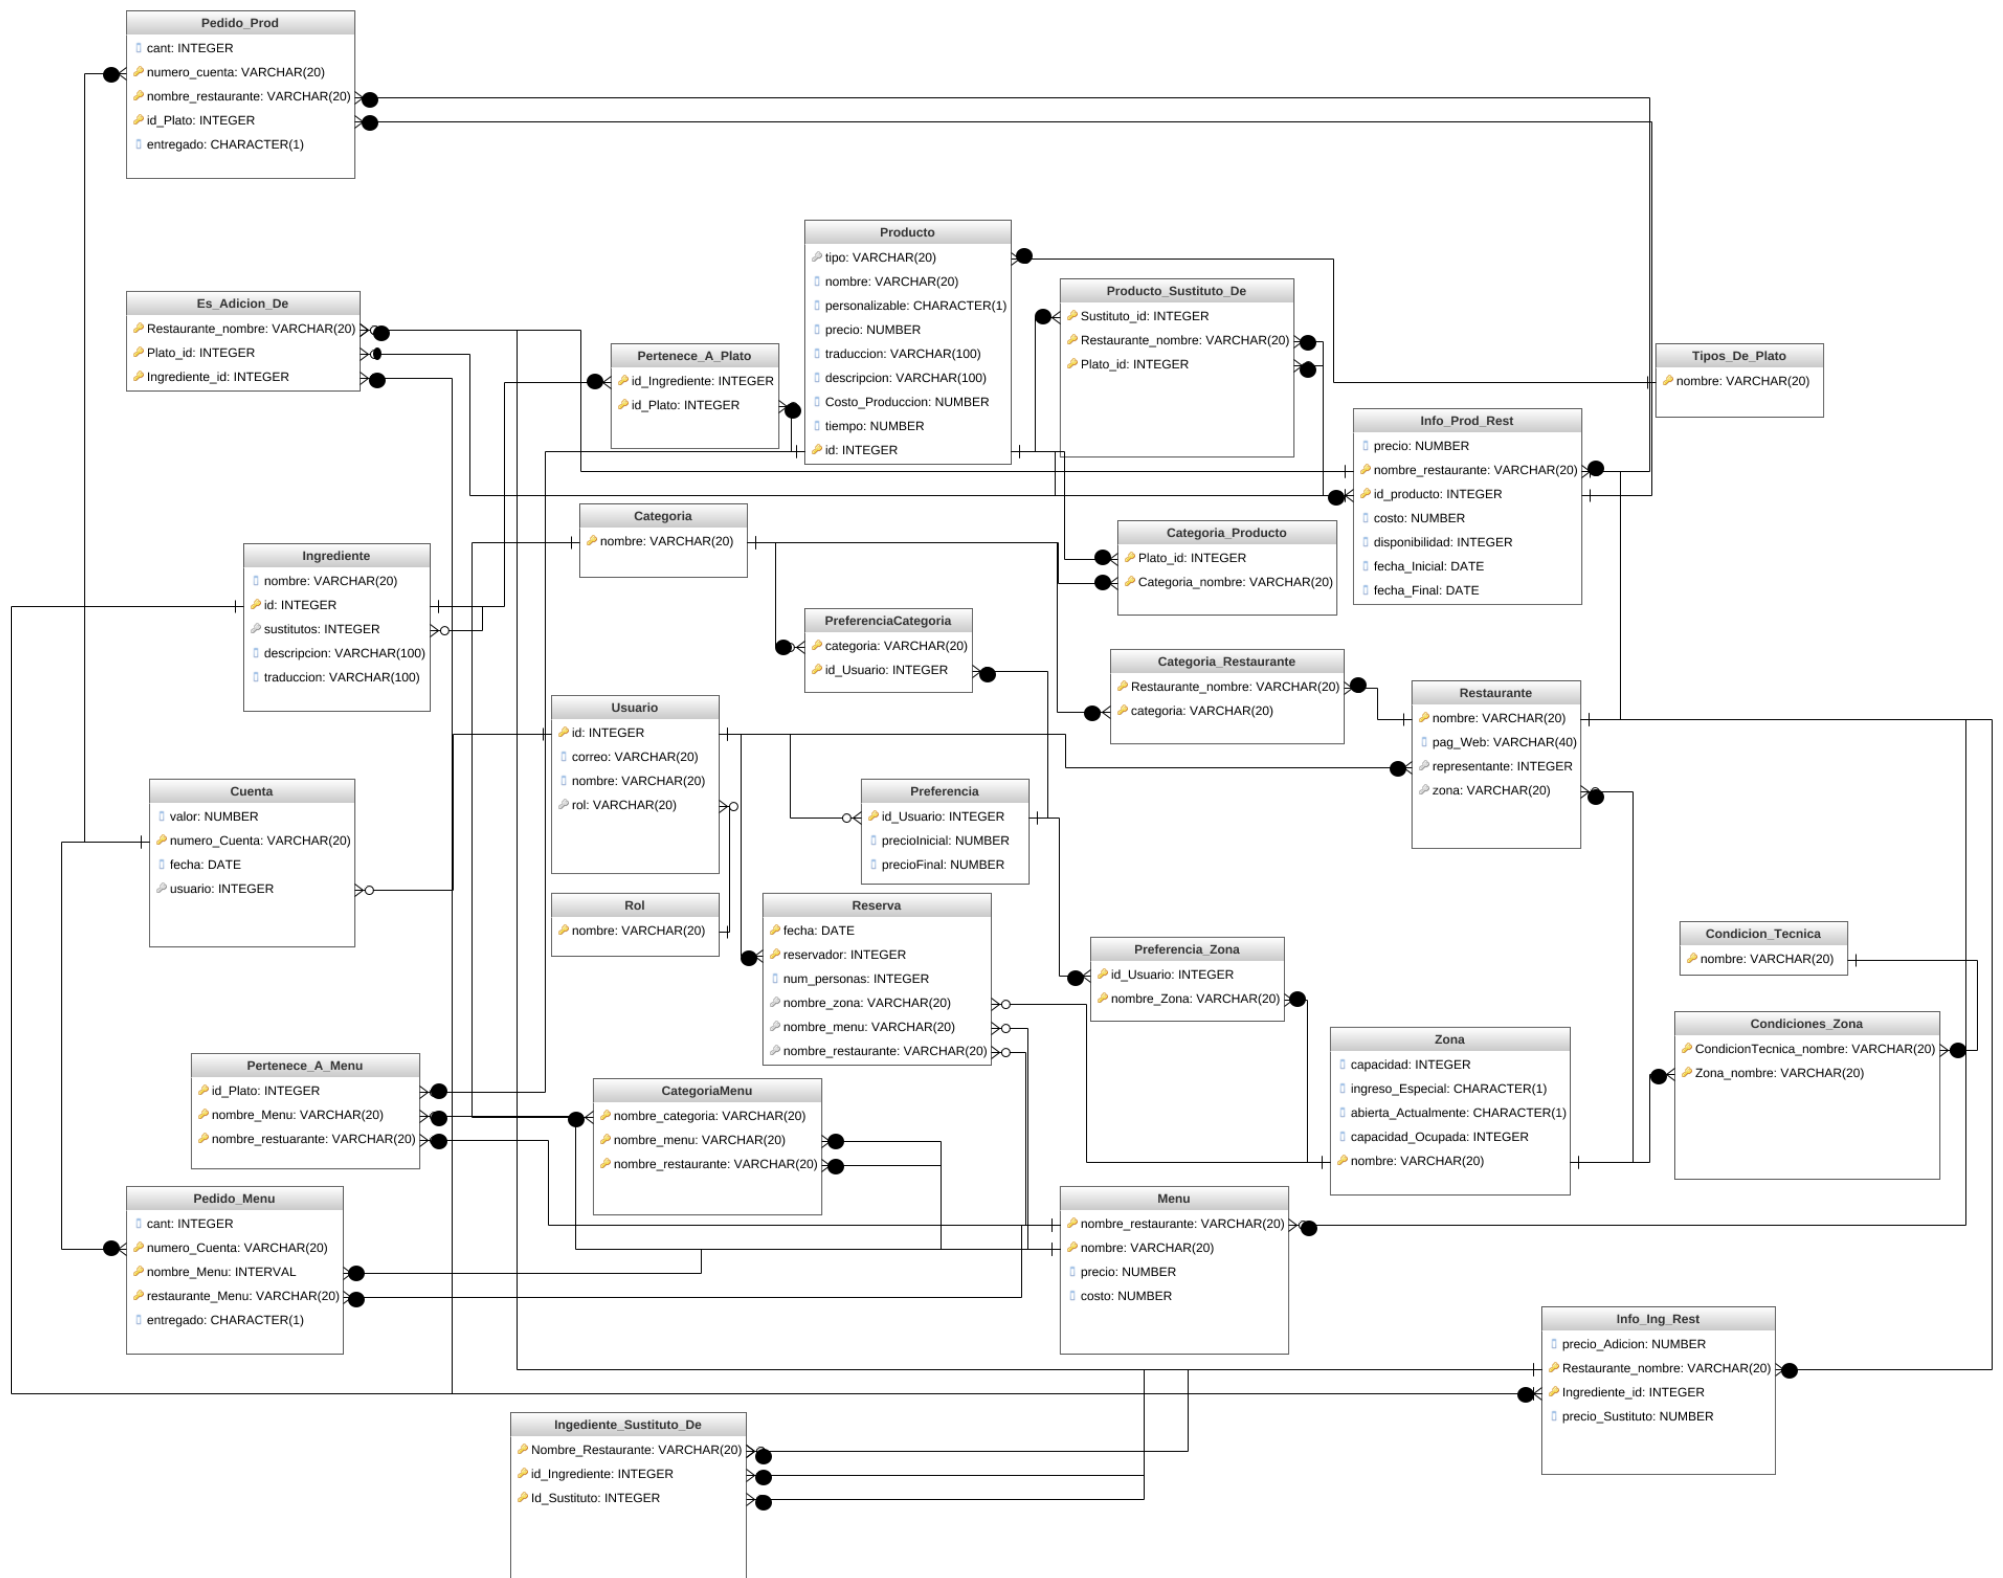 Pedido_Prod
cant: INTEGER
numero_cuenta: VARCHAR(20)
nombre_restaurante: VARCHAR(20)
id_Plato: INTEGER
entregado: CHARACTER(1)
Producto
tipo: VARCHAR(20)
nombre: VARCHAR(20)
personalizable: CHARACTER(1)
precio: NUMBER
traduccion: VARCHAR(100)
descripcion: VARCHAR(100)
Costo_Produccion: NUMBER
tiempo: NUMBER
id: INTEGER
Producto_Sustituto_De
Sustituto_id: INTEGER
Restaurante_nombre: VARCHAR(20)
Plato_id: INTEGER
Es_Adicion_De
Restaurante_nombre: VARCHAR(20)
Plato_id: INTEGER
Ingrediente_id: INTEGER
Pertenece_A_Plato
id_Ingrediente: INTEGER
id_Plato: INTEGER
Tipos_De_Plato
nombre: VARCHAR(20)
Info_Prod_Rest
precio: NUMBER
nombre_restaurante: VARCHAR(20)
id_producto: INTEGER
costo: NUMBER
disponibilidad: INTEGER
fecha_Inicial: DATE
fecha_Final: DATE
Categoria
nombre: VARCHAR(20)
Categoria_Producto
Plato_id: INTEGER
Categoria_nombre: VARCHAR(20)
Ingrediente
nombre: VARCHAR(20)
id: INTEGER
sustitutos: INTEGER
descripcion: VARCHAR(100)
traduccion: VARCHAR(100)
PreferenciaCategoria
categoria: VARCHAR(20)
id_Usuario: INTEGER
Categoria_Restaurante
Restaurante_nombre: VARCHAR(20)
categoria: VARCHAR(20)
Restaurante
nombre: VARCHAR(20)
pag_Web: VARCHAR(40)
representante: INTEGER
zona: VARCHAR(20)
Usuario
id: INTEGER
correo: VARCHAR(20)
nombre: VARCHAR(20)
rol: VARCHAR(20)
Cuenta
valor: NUMBER
numero_Cuenta: VARCHAR(20)
fecha: DATE
usuario: INTEGER
Preferencia
id_Usuario: INTEGER
precioInicial: NUMBER
precioFinal: NUMBER
Rol
nombre: VARCHAR(20)
Reserva
fecha: DATE
reservador: INTEGER
num_personas: INTEGER
nombre_zona: VARCHAR(20)
nombre_menu: VARCHAR(20)
nombre_restaurante: VARCHAR(20)
Preferencia_Zona
id_Usuario: INTEGER
nombre_Zona: VARCHAR(20)
Condicion_Tecnica
nombre: VARCHAR(20)
Condiciones_Zona
CondicionTecnica_nombre: VARCHAR(20)
Zona_nombre: VARCHAR(20)
Zona
capacidad: INTEGER
ingreso_Especial: CHARACTER(1)
abierta_Actualmente: CHARACTER(1)
capacidad_Ocupada: INTEGER
nombre: VARCHAR(20)
Pertenece_A_Menu
id_Plato: INTEGER
nombre_Menu: VARCHAR(20)
nombre_restuarante: VARCHAR(20)
CategoriaMenu
nombre_categoria: VARCHAR(20)
nombre_menu: VARCHAR(20)
nombre_restaurante: VARCHAR(20)
Pedido_Menu
cant: INTEGER
numero_Cuenta: VARCHAR(20)
nombre_Menu: INTERVAL
restaurante_Menu: VARCHAR(20)
entregado: CHARACTER(1)
Menu
nombre_restaurante: VARCHAR(20)
nombre: VARCHAR(20)
precio: NUMBER
costo: NUMBER
Info_Ing_Rest
precio_Adicion: NUMBER
Restaurante_nombre: VARCHAR(20)
Ingrediente_id: INTEGER
precio_Sustituto: NUMBER
Ingediente_Sustituto_De
Nombre_Restaurante: VARCHAR(20)
id_Ingrediente: INTEGER
Id_Sustituto: INTEGER